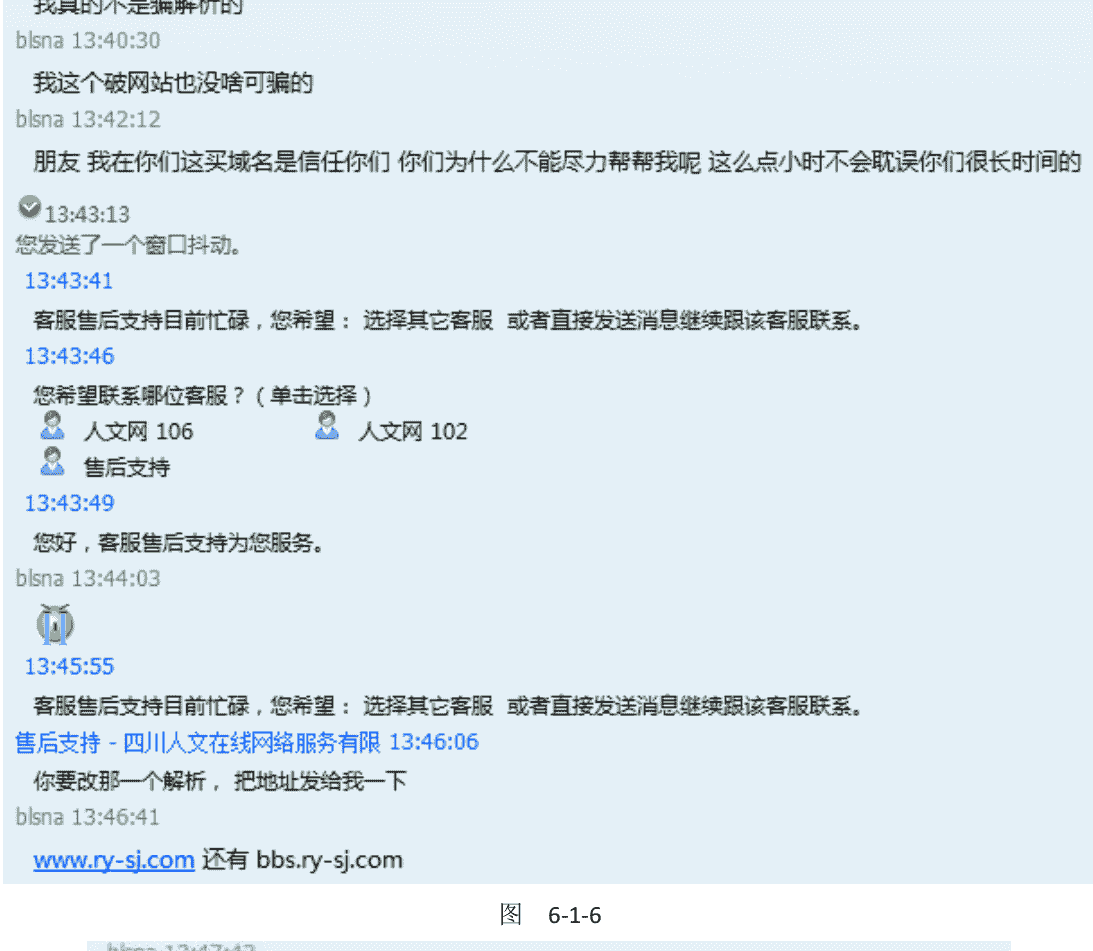 我真的不是骗解析的
blsna 13:40:30
我这个破网站也没啥可骗的
blsna 13:42:12
朋友 我在你们这买域名是信任你们 你们为什么不能尽力帮帮我呢 这么点小时不会耽误你们很长时间的
13:43:13
您发送了一个窗口抖动。
13:43:41
客服售后支持目前忙碌，您希望： 选择其它客服 或者直接发送消息继续跟该客服联系。
13:43:46
您希望联系哪位客服？（单击选择）
人文网 106 人文网 102
售后支持
13:43:49
您好，客服售后支持为您服务。
blsna 13:44:03
13:45:55
客服售后支持目前忙碌，您希望： 选择其它客服 或者直接发送消息继续跟该客服联系。
售后支持 - 四川人文在线网络服务有限 13:46:06
你要改那一个解析， 把地址发给我一下
blsna 13:46:41
www.ry-sj.com 还有 bbs.ry-sj.com
图 6-1-6